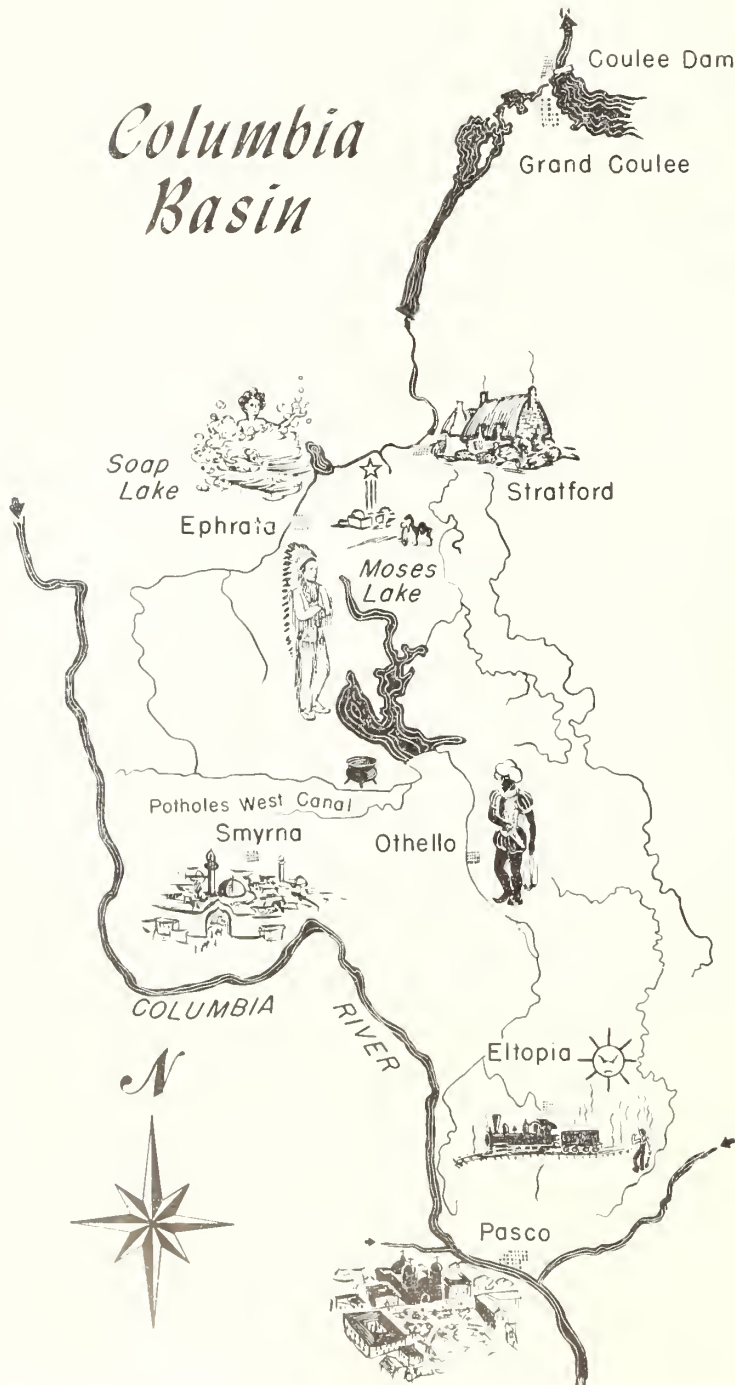 Coulee Dam
Columbia
Basin
Grand Coulee
Soap
Lake
Stratford
Ephrata
Moses
Lake
Potholes West Canal
Smyrna
Othello
COLUMBIA
RIVER
Eltopia
N
Pasco